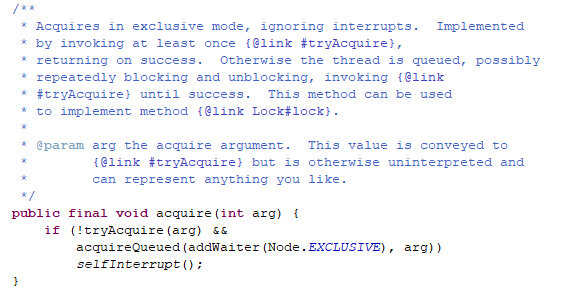 /**
 * Acquires in exclusive mode, ignoring interrupts.  Implemented
 * by invoking at least once {@link #tryAcquire},
 * returning on success.  Otherwise the thread is queued, possibly
 * repeatedly blocking and unblocking, invoking {@link
 * #tryAcquire} until success.  This method can be used
 * to implement method {@link Lock#lock}.
 *
 * @param arg the acquire argument.  This value is conveyed to
 *        {@link #tryAcquire} but is otherwise uninterpreted and
 *        can represent anything you like.
 */
public final void acquire(int arg) {
    if (!tryAcquire(arg) &&
        acquireQueued(addWaiter(Node.EXCLUSIVE), arg))
        selfInterrupt();
}